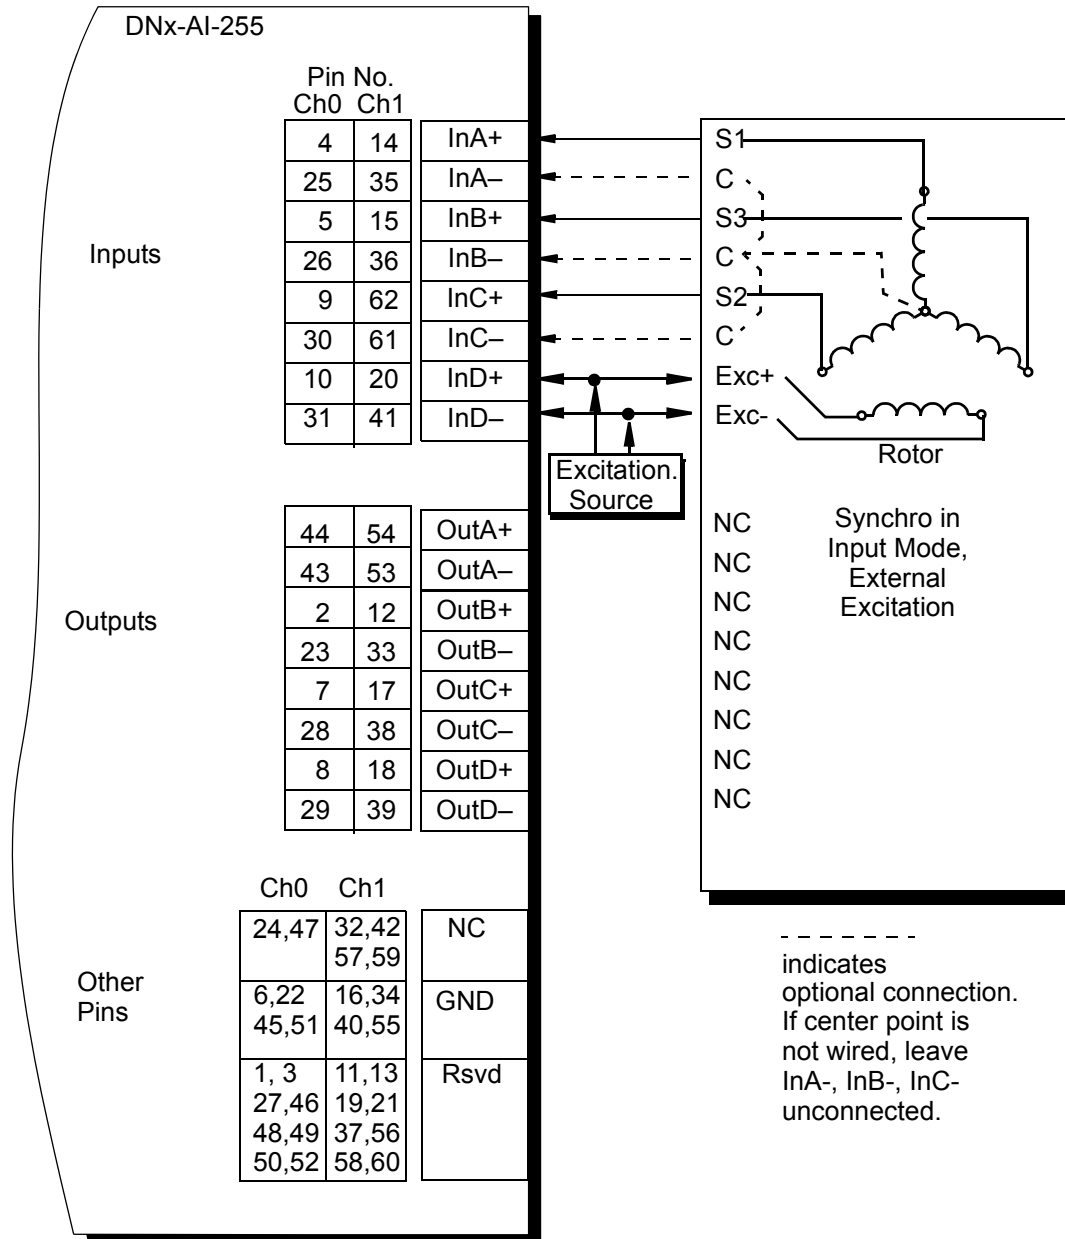 DNx-AI-255
Pin No.
Ch0 Ch1
Inputs
4 14 InA+
25 35 InA–
5 15 InB+
26 36 InB–
9 62 InC+
30 61 InC–
10 20 InD+
31 41 InD–
S1
C
S3
C
S2
C
Exc+
Exc-
Rotor
Excitation.
Source
Outputs
44 54 OutA+
43 53 OutA–
2 12 OutB+
23 33 OutB–
7 17 OutC+
28 38 OutC–
8 18 OutD+
29 39 OutD–
NC
NC
NC
NC
NC
NC
NC
NC
Synchro in
Input Mode,
External
Excitation
Other
Pins
Ch0 Ch1
24,47 32,42 NC
57,59
6,22 16,34 GND
45,51 40,55
1, 3 11,13 Rsvd
27,46 19,21
48,49 37,56
50,52 58,60
indicates
optional connection.
If center point is
not wired, leave
InA-, InB-, InC-
unconnected.